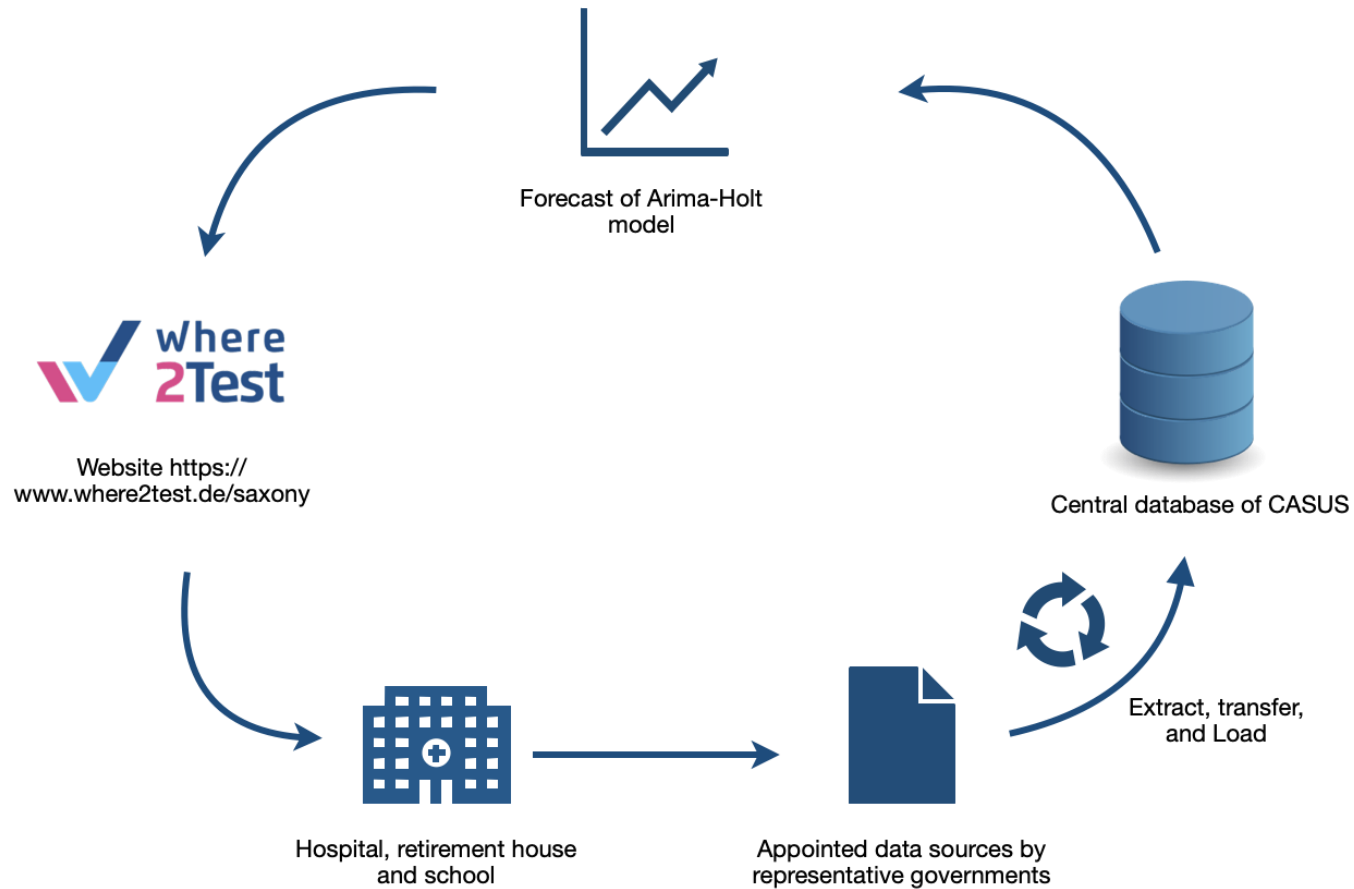 Forecast of Arima-Holt
model
Where
2Test
Website https://
www.where2test.de/saxony
Central database of CASUS
Extract, transfer,
and Load
Hospital, retirement house
and school
Appointed data sources by
representative governments